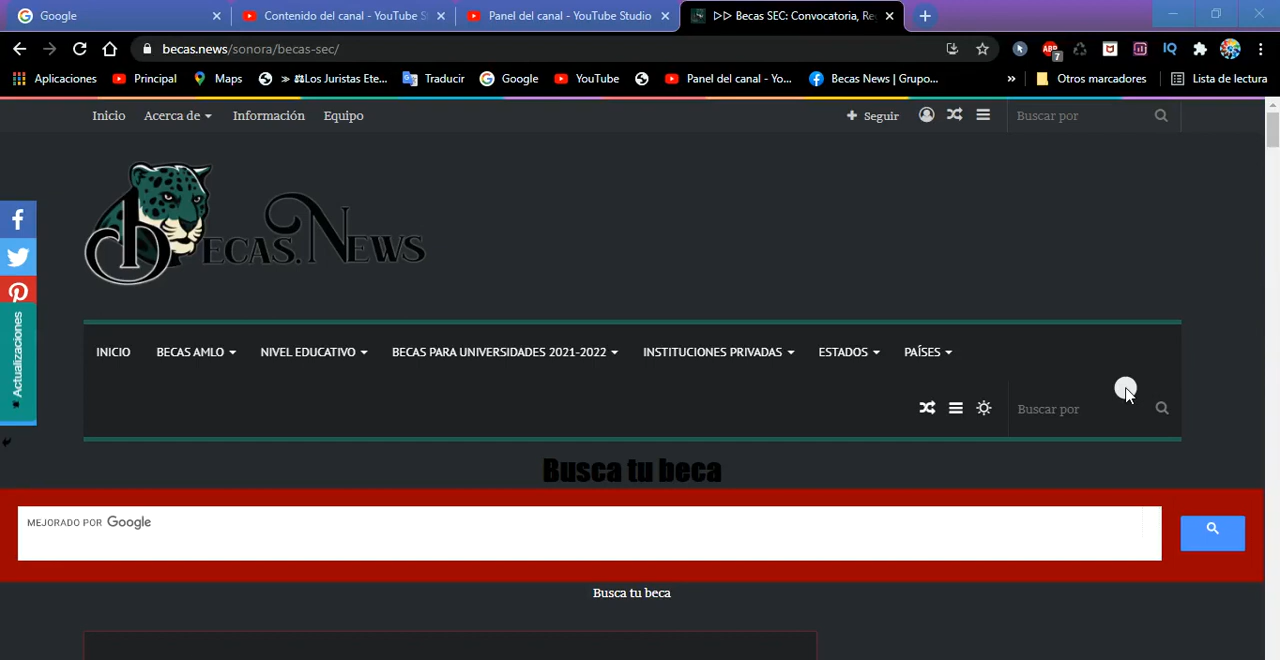 Google
Contenido del canal - YouTube S
Panel del canal - YouTube Studio
▷▷ Becas SEC: Convocatoria, Re
becas.news/sonora/becas-sec/
ABP
7
IQ
Aplicaciones
Principal
Maps
» ⚖Los Juristas Ete...
Traducir
Google
YouTube
Panel del canal - Yo...
Becas News | Grupo...
»
Otros marcadores
Lista de lectura
Inicio
Acerca de
Información
Equipo
+ Seguir
Buscar por
Becas.News
Actualizaciones
INICIO
BECAS AMLO
NIVEL EDUCATIVO
BECAS PARA UNIVERSIDADES 2021-2022
INSTITUCIONES PRIVADAS
ESTADOS
PAÍSES
Buscar por
Busca tu beca
MEJORADO POR Google
Busca tu beca